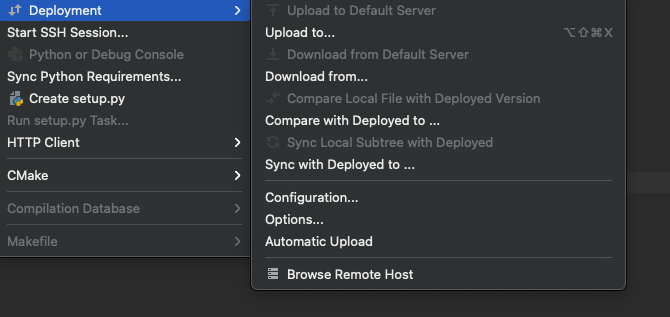 Deployment
Start SSH Session...
Python or Debug Console
Sync Python Requirements...
Create setup.py
Run setup.py Task...
HTTP Client
CMake
Compilation Database
Makefile
Upload to Default Server
Upload to... ⌥⇧⌘X
Download from Default Server
Download from...
Compare Local File with Deployed Version
Compare with Deployed to ...
Sync Local Subtree with Deployed
Sync with Deployed to ...
Configuration...
Options...
Automatic Upload
Browse Remote Host